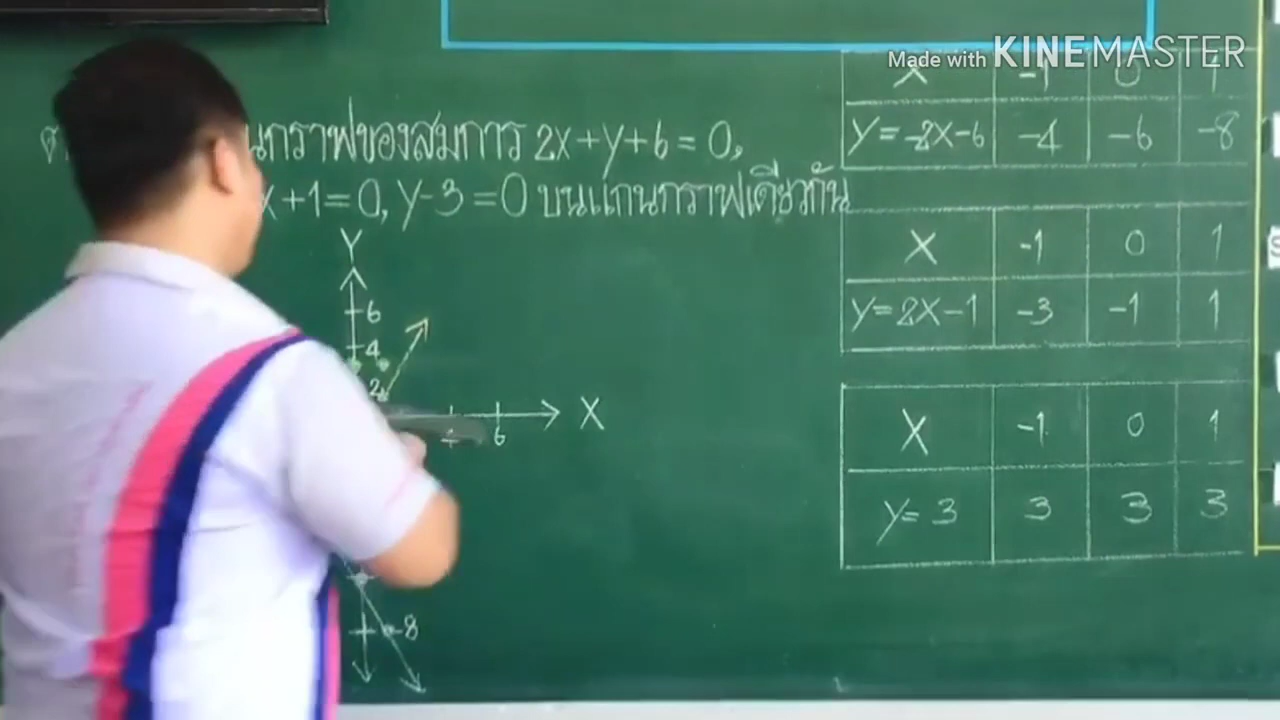 Made with KINEMASTER
นกราฟของสมการ 2x+y+6=0,
x+1=0, y-3=0 บนแกนกราฟเดียวกัน
X -1 0 1
y=-2x-6 -4 -6 -8
X -1 0 1
y=2x-1 -3 -1 1
X -1 0 1
y=3 3 3 3
Y
6
4
2
6
X
-8